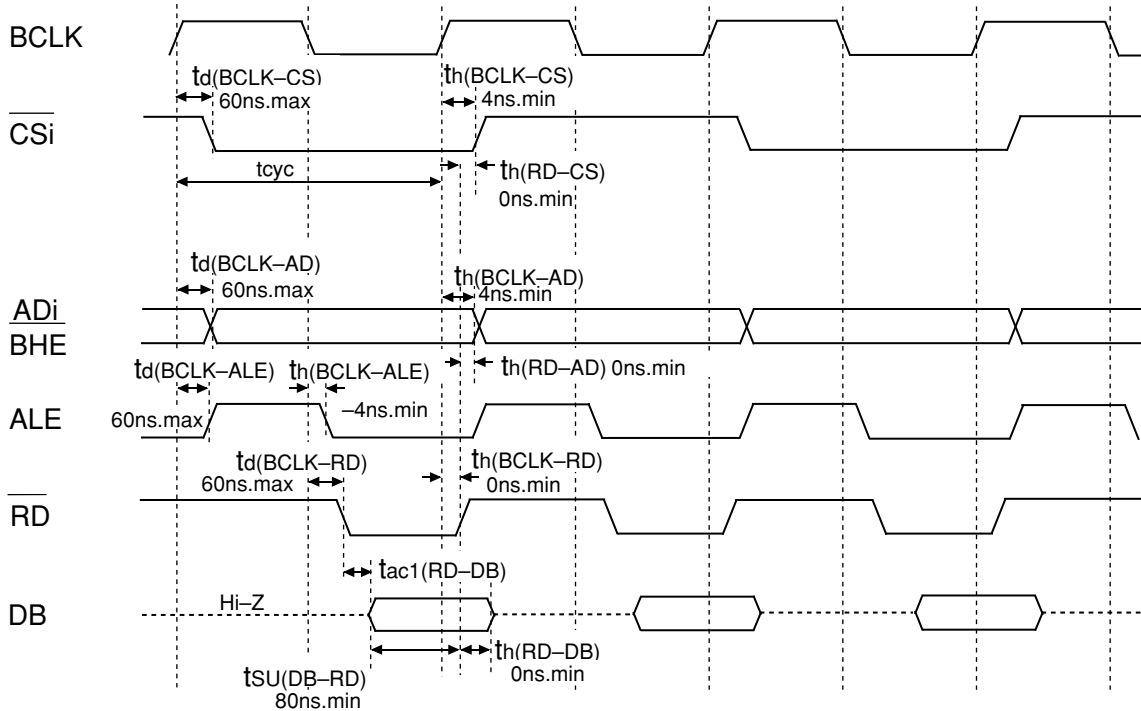 BCLK
td(BCLK–CS)
60ns.max
th(BCLK–CS)
4ns.min
CSi
tcyc
th(RD–CS)
0ns.min
td(BCLK–AD)
60ns.max
th(BCLK–AD)
4ns.min
ADi
BHE
th(RD–AD) 0ns.min
td(BCLK–ALE)
th(BCLK–ALE)
60ns.max
–4ns.min
ALE
td(BCLK–RD)
60ns.max
th(BCLK–RD)
0ns.min
RD
tac1(RD–DB)
Hi–Z
DB
th(RD–DB)
0ns.min
tSU(DB–RD)
80ns.min